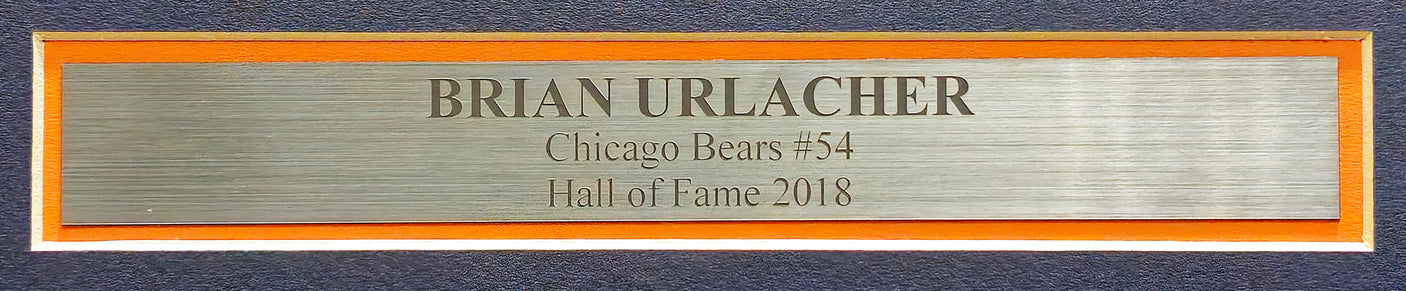 BRIAN URLACHER
Chicago Bears #54
Hall of Fame 2018